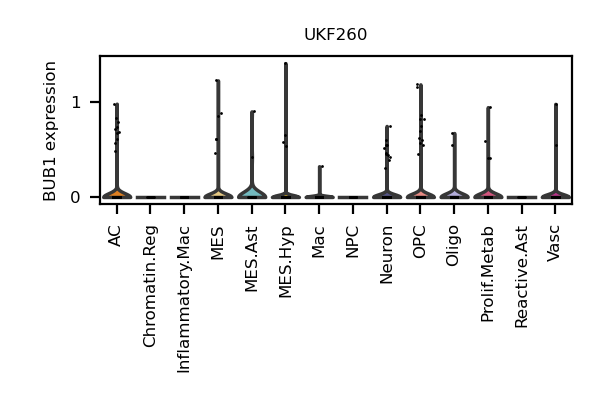 UKF260
BUB1 expression
1
0
AC
Chromatin.Reg
Inflammatory.Mac
MES
MES.Ast
MES.Hyp
Mac
NPC
Neuron
OPC
Oligo
Prolif.Metab
Reactive.Ast
Vasc